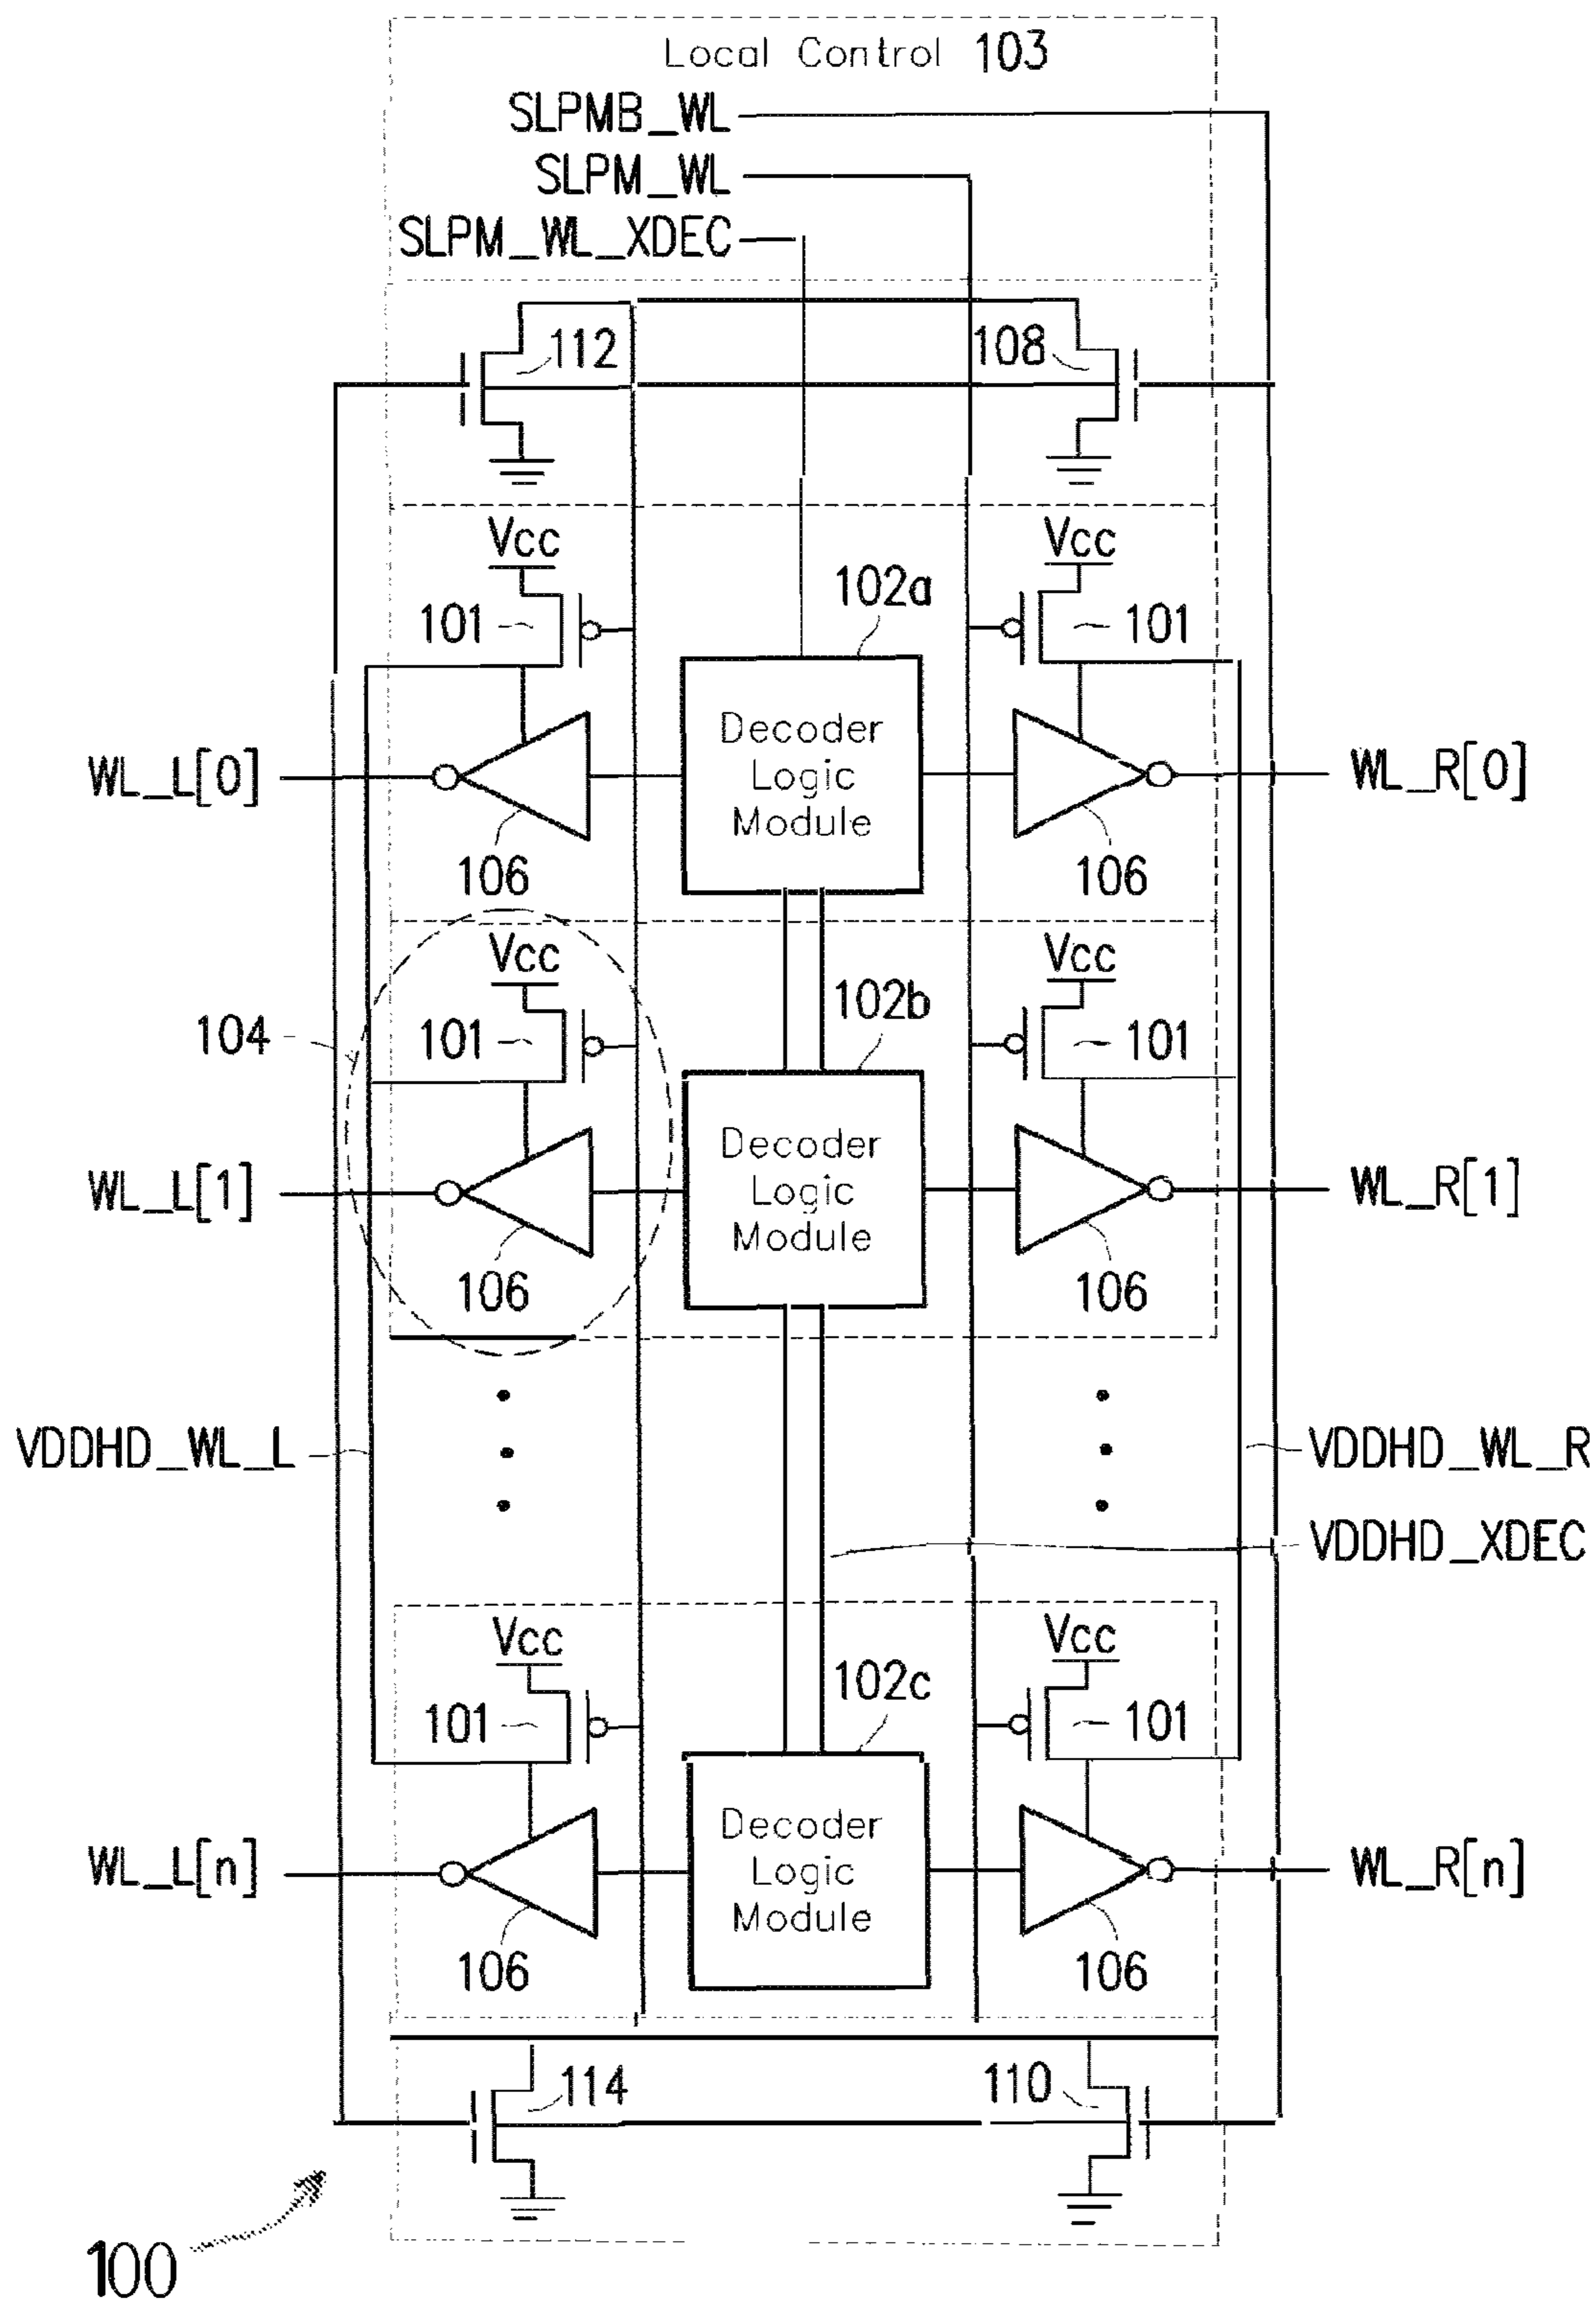 Local Control 103
SLPMB_WL
SLPM_WL
SLPM_WL_XDEC
112
108
Vcc
Vcc
101
102a
101
Decoder
Logic
Module
WL_L[0]
WL_R[0]
106
106
Vcc
Vcc
104
101
102b
101
Decoder
Logic
Module
WL_L[1]
WL_R[1]
106
106
VDDHD_WL_L
VDDHD_WL_R
VDDHD_XDEC
Vcc
Vcc
101
102c
101
Decoder
Logic
Module
WL_L[n]
WL_R[n]
106
106
114
110
100